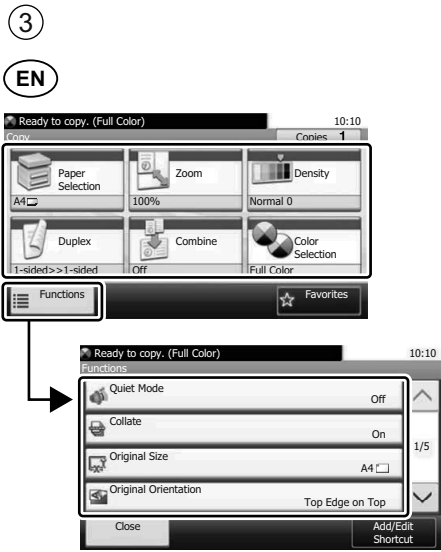 3
EN
Ready to copy. (Full Color) 10:10
Copy Copies 1
Paper
Selection
A4
Zoom
100%
Density
Normal 0
Duplex
1-sided>>1-sided
Combine
Off
Color
Selection
Full Color
Functions
Favorites
Ready to copy. (Full Color) 10:10
Functions
Quiet Mode
Off
Collate
On
Original Size
A4
Original Orientation
Top Edge on Top
1/5
Close
Add/Edit
Shortcut